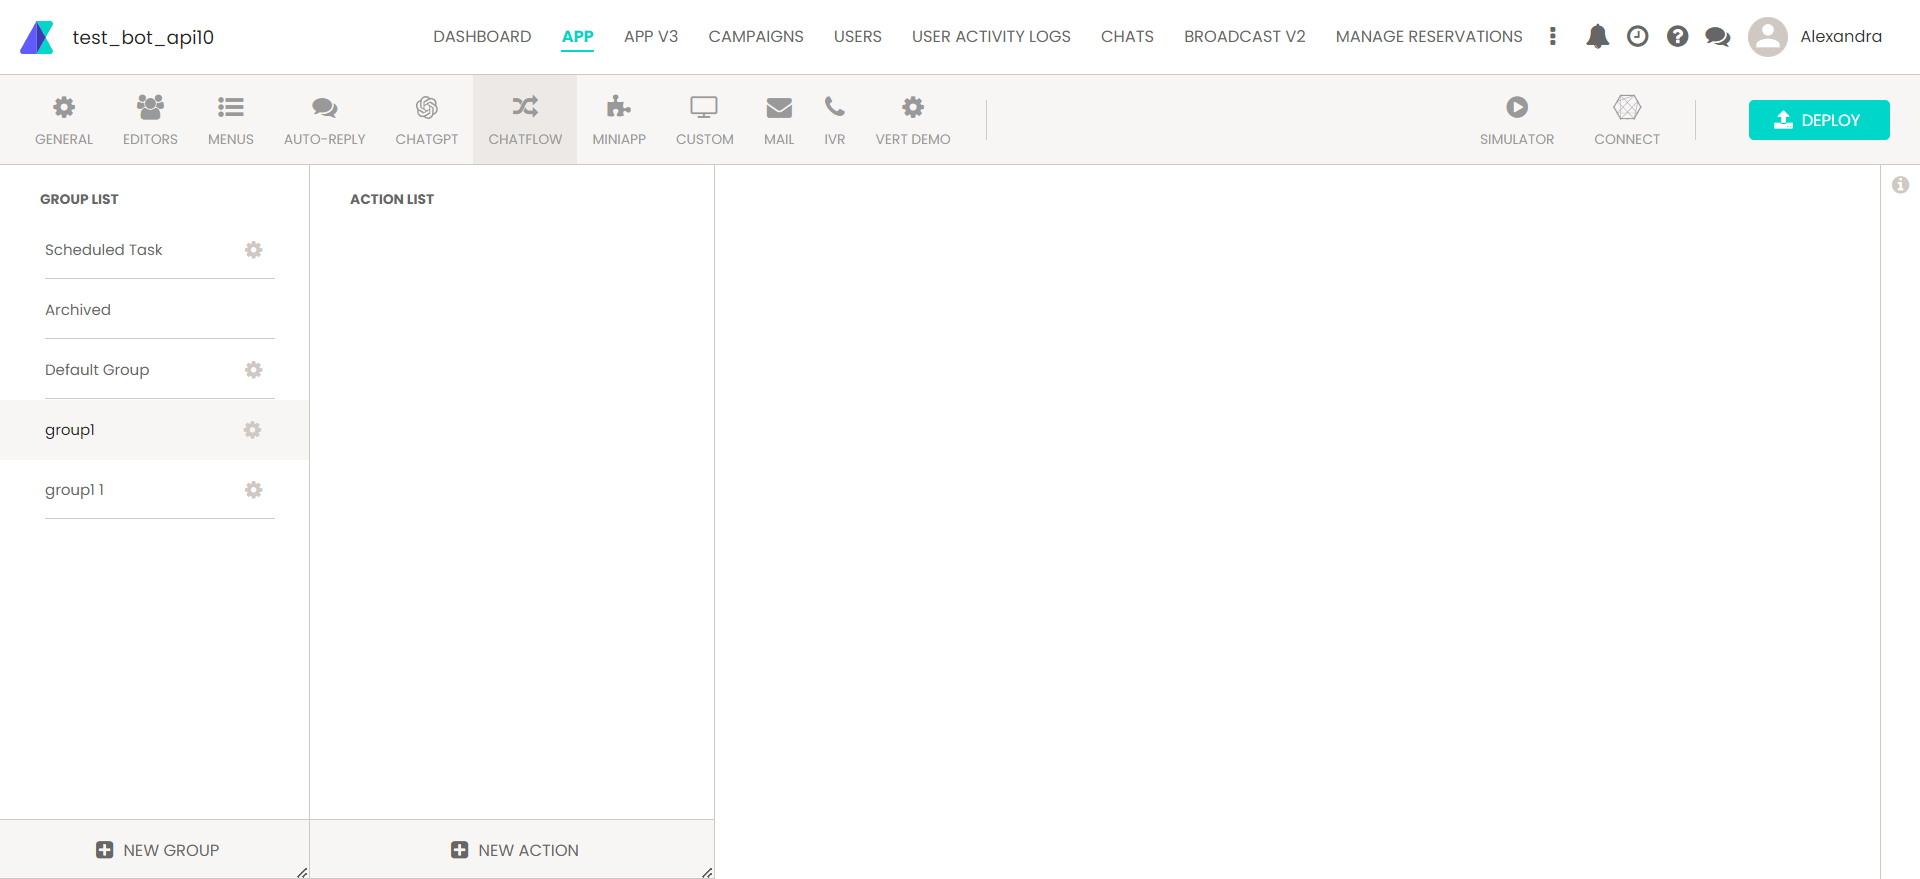 test_bot_api10
DASHBOARD APP APP V3 CAMPAIGNS USERS USER ACTIVITY LOGS CHATS BROADCAST V2 MANAGE RESERVATIONS Alexandra
GENERAL EDITORS MENUS AUTO-REPLY CHATGPT CHATFLOW MINIAPP CUSTOM MAIL IVR VERT DEMO SIMULATOR CONNECT DEPLOY
GROUP LIST
Scheduled Task
Archived
Default Group
group1
group1 1
NEW GROUP
ACTION LIST
NEW ACTION